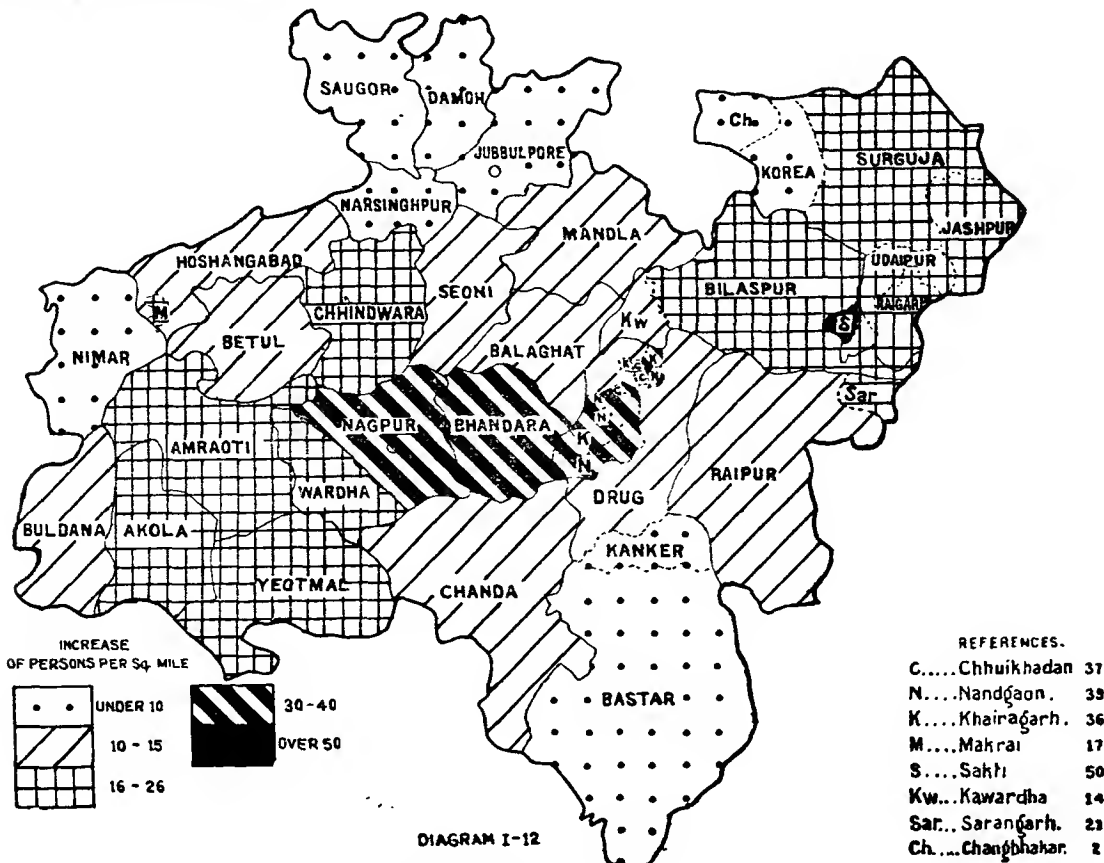 SAUGOR
DAMOH
JUBBULPORE
Ch.
KOREA
SURGUJA
NARSINGHPUR
MANDLA
JASHPUR
HOSHANGABAD
UDAIPUR
SEONI
BILASPUR
RAIGARH
M
CHHINDWARA
Kw
S
NIMAR
BETUL
BALAGHAT
Sar
NAGPUR
BHANDARA
N
K
N
AMRAOTI
RAIPUR
WARDHA
DRUG
BULDANA
AKOLA
KANKER
YEOTMAL
CHANDA
BASTAR
INCREASE
OF PERSONS PER Sq. MILE
UNDER 10
30-40
10-15
OVER 50
16-26
REFERENCES.
C.....Chhuikhadan 37
N....Nandgaon. 39
K....Khairagarh. 36
M....Makrai 17
S....Sakti 50
Kw...Kawardha 14
Sar...Sarangarh. 21
Ch....Changbhakar. 2
DIAGRAM I-12